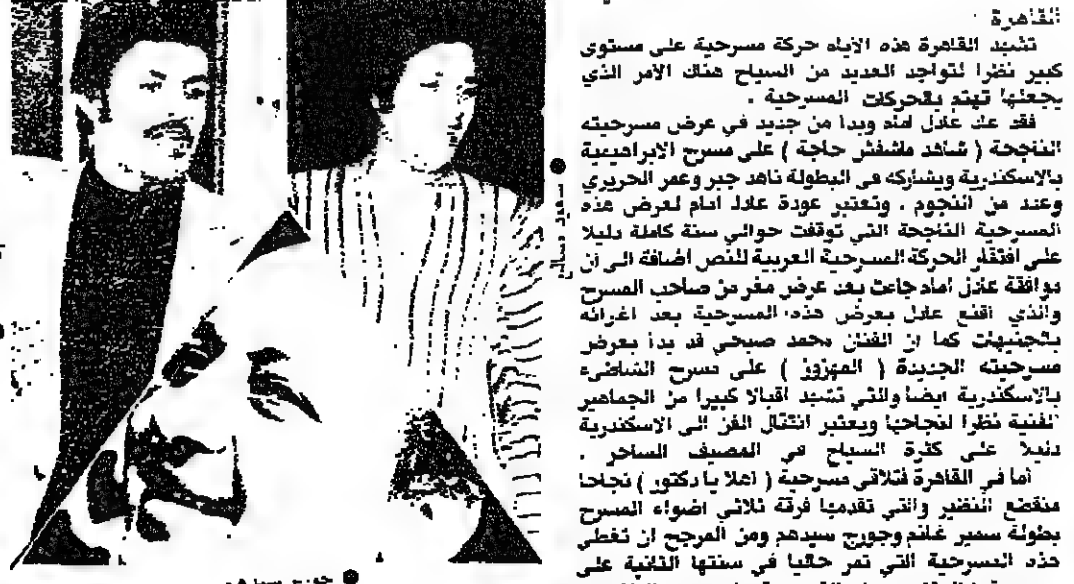 القاهرة
تشهد القاهرة هذه الايام حركة مسرحية على مستوى
كبير نظرا لتواجد العديد من السياح هناك الامر الذي
يجعلها تهتم بالحركات المسرحية .
فقد عاد عادل امام وبدا من جديد في عرض مسرحيته
الناجحة ( شاهد ماشفش حاجة ) على مسرح الابراهيمية
بالاسكندرية ويشاركه في البطولة ناهد جبر وعمر الحريري
وعدد من النجوم . وتعتبر عودة عادل امام لعرض هذه
المسرحية الناجحة التي توقفت حوالي سنة كاملة دليلا
على افتقار الحركة المسرحية العربية للنص اضافة الى ان
موافقة عادل امام جاءت بعد عرض مغر من صاحب المسرح
والذي اقنع عادل بعرض هذه المسرحية بعد اغرائه
بالجنيهات كما ان الفنان محمد صبحي قد بدا بعرض
مسرحيته الجديدة ( المهزوز ) على مسرح الشاطىء
بالاسكندرية ايضا والتي تشهد اقبالا كبيرا من الجماهير
الفنية نظرا لنجاحها ويعتبر انتقال الفن الى الاسكندرية
دليلا على كثرة السياح في المصيف الساحر .
أما في القاهرة فتلاقي مسرحية ( اهلا يا دكتور ) نجاحا
منقطع النظير والتي تقدمها فرقة ثلاثي اضواء المسرح
بطولة سمير غانم وجورج سيدهم ومن المرجح ان تغطي
هذه المسرحية التي تمر حاليا في سنتها الثانية على
سعيد صالح
جورج سيدهم